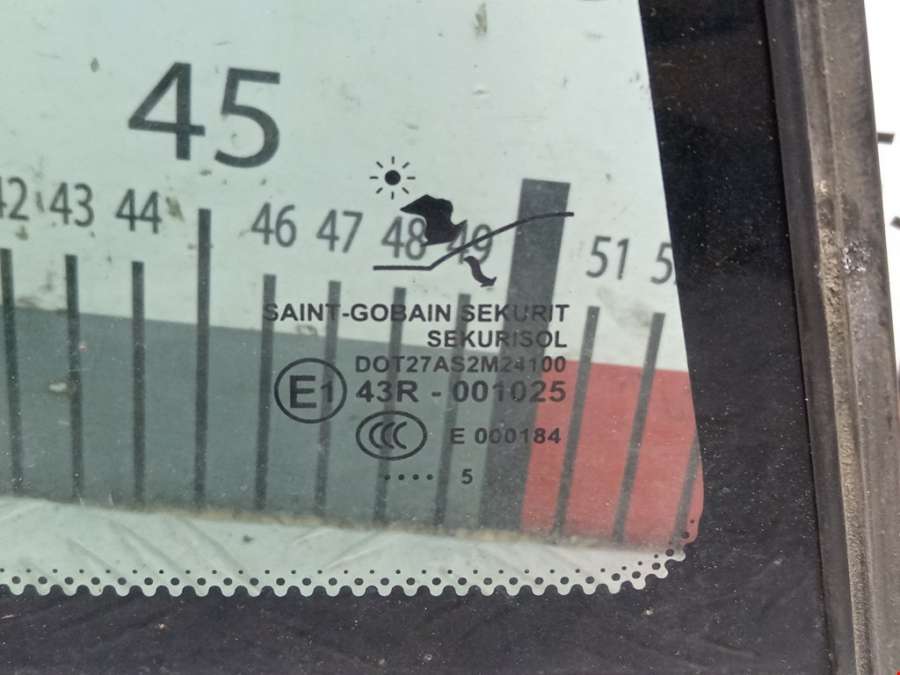 45
42 43 44 46 47 48 49 51
SAINT-GOBAIN SEKURIT
SEKURISOL
DOT27AS2M24100
E1 43R - 001025
CCC E 000184
.... 5